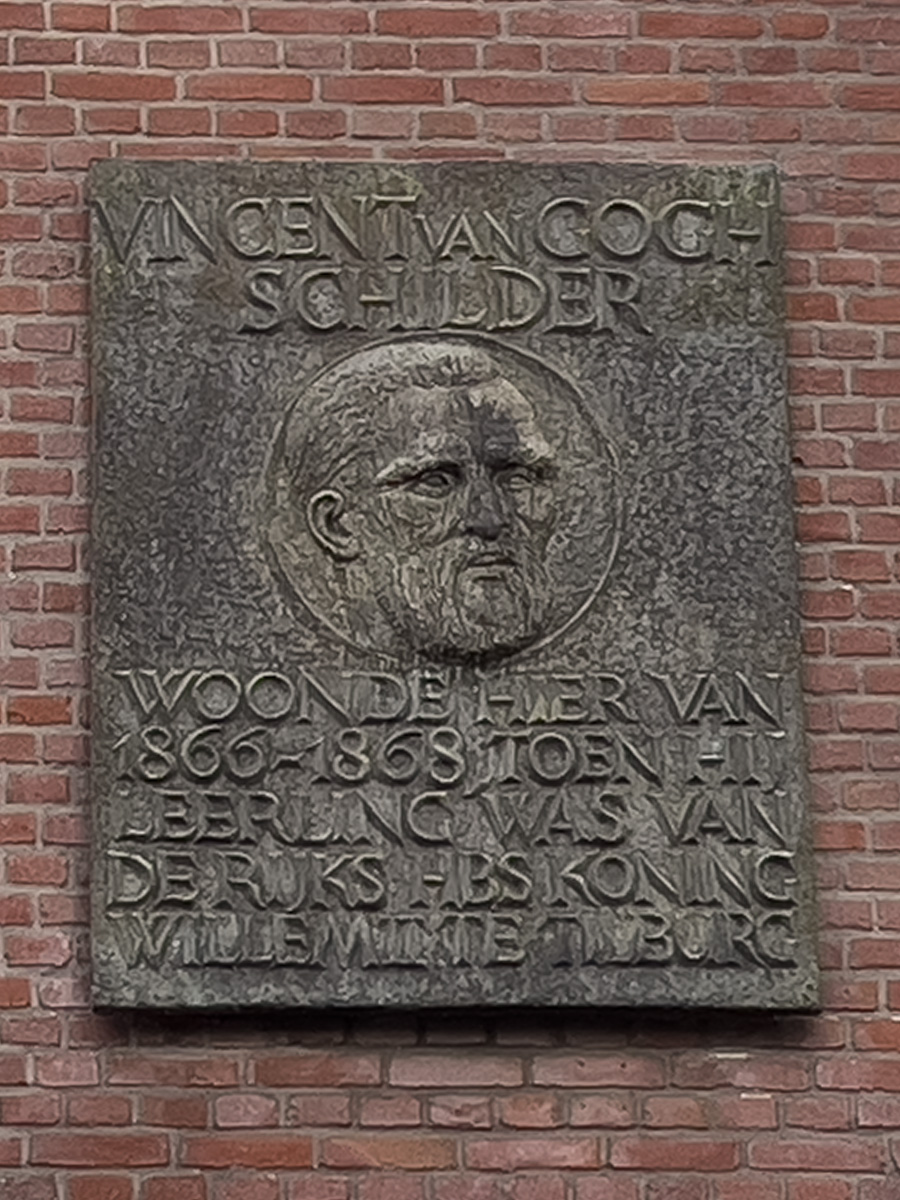 VINCENT VAN GOGH
SCHILDER
WOONDE HIER VAN
1866-1868, TOEN HIJ
LEERLING WAS VAN
DE RIJKS HBS KONING
WILLEM II TE TILBURG